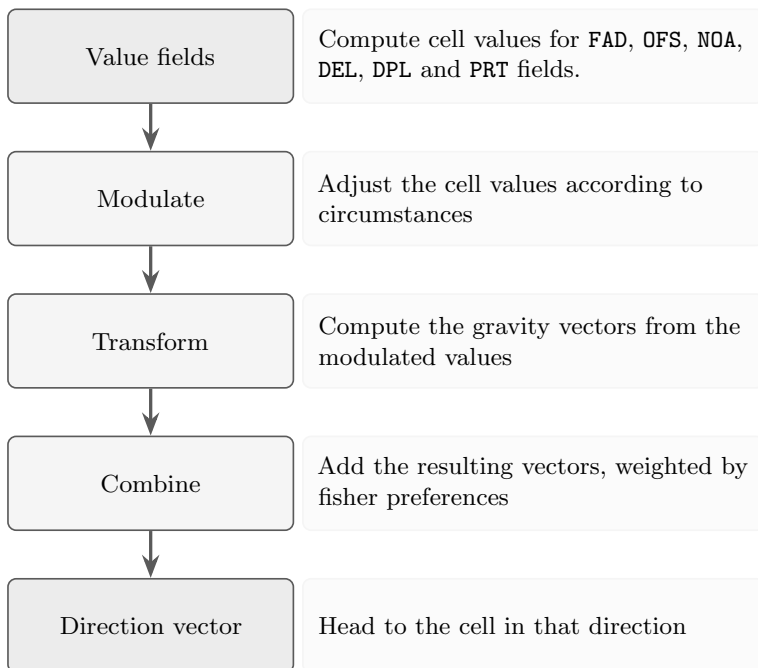 Value fields
Compute cell values for FAD, OFS, NOA,
DEL, DPL and PRT fields.
Modulate
Adjust the cell values according to
circumstances
Transform
Compute the gravity vectors from the
modulated values
Combine
Add the resulting vectors, weighted by
fisher preferences
Direction vector
Head to the cell in that direction